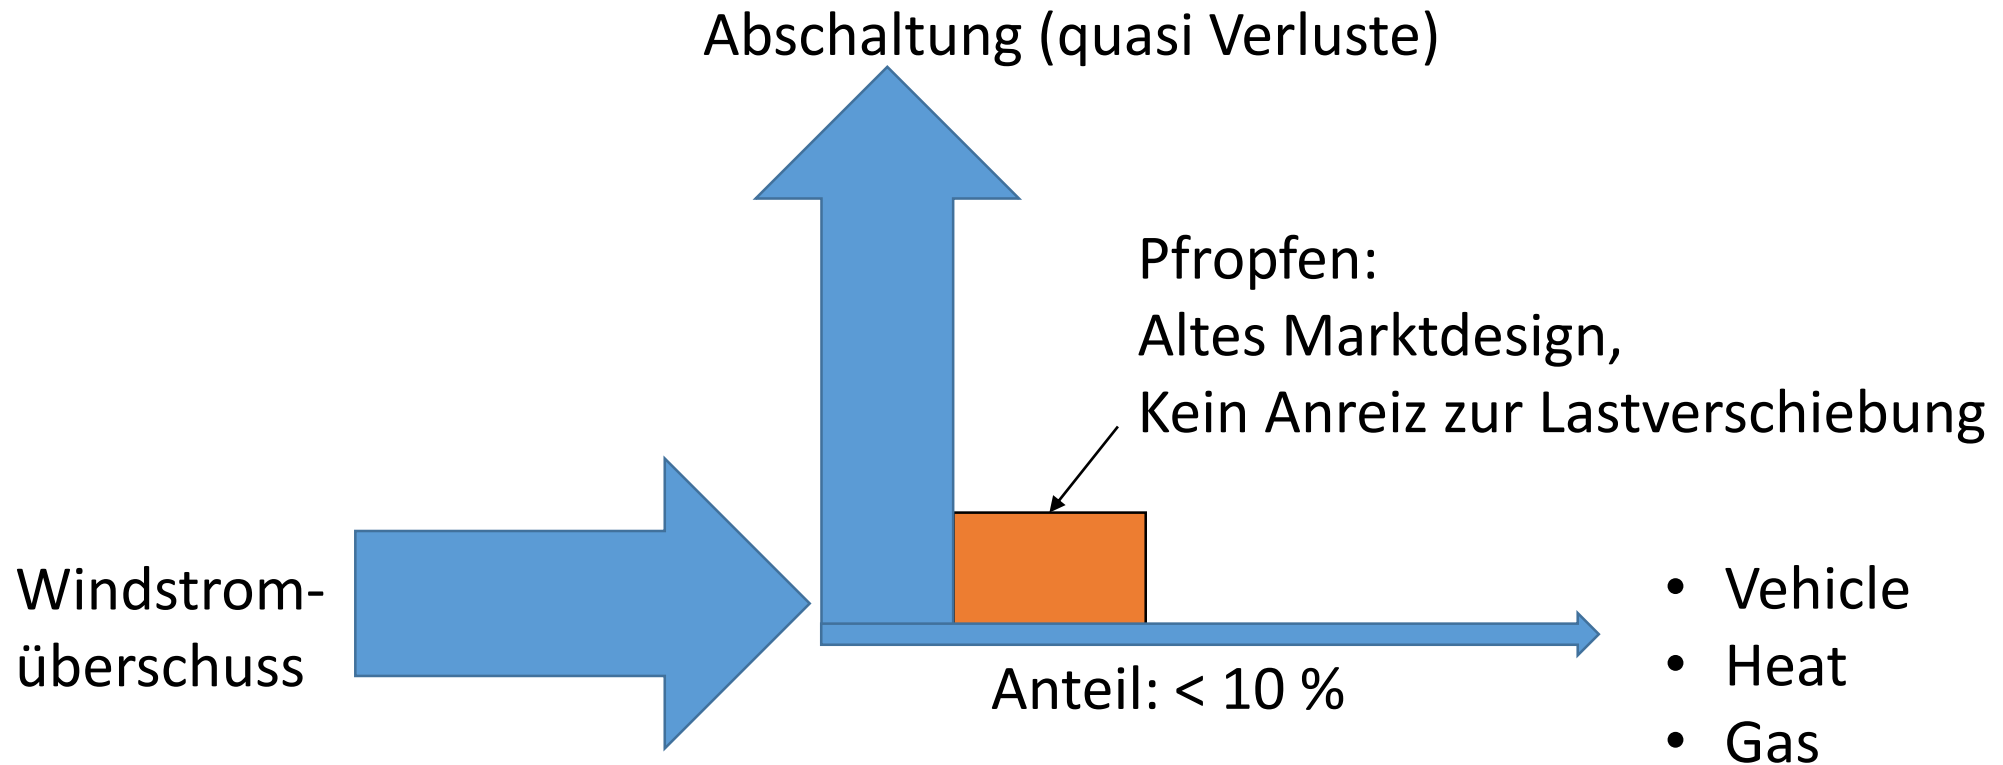 Abschaltung (quasi Verluste)
Pfropfen:
Altes Marktdesign,
Kein Anreiz zur Lastverschiebung
Windstrom-
überschuss
Anteil: < 10 %
• Vehicle
• Heat
• Gas